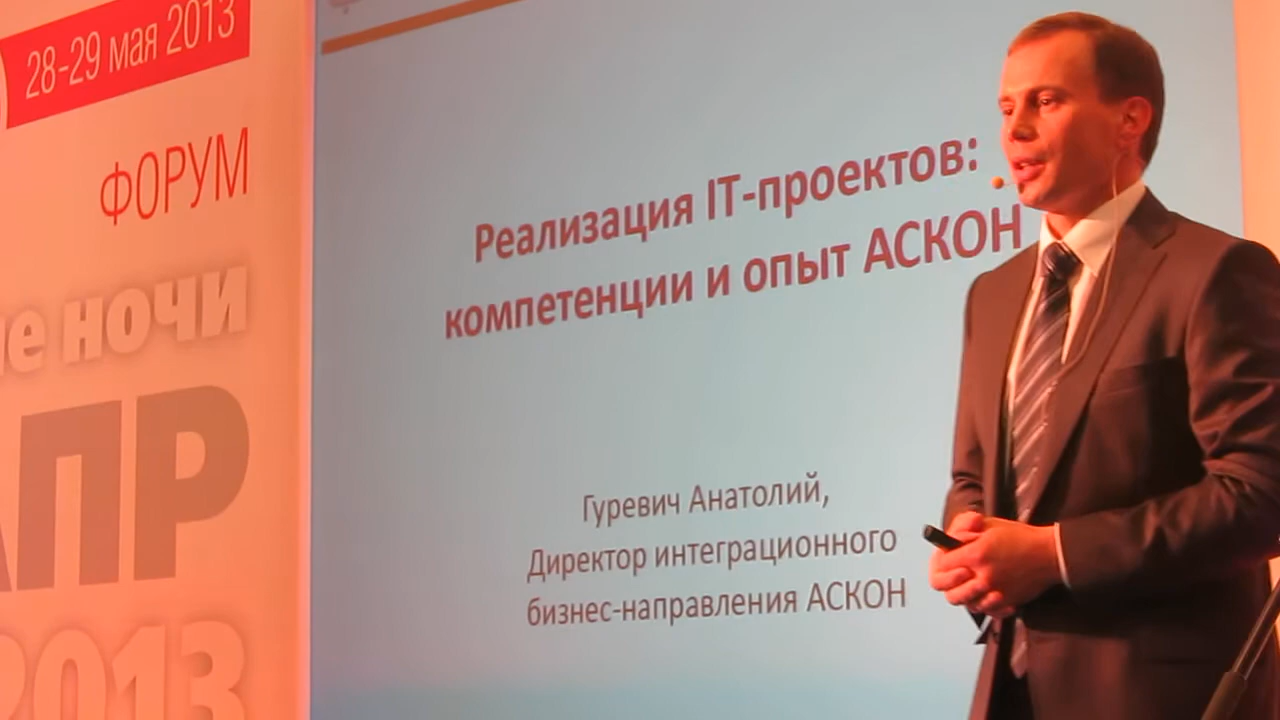 28-29 мая 2013
ФОРУМ
ночи
2013
Реализация IT-проектов:
компетенции и опыт АСКОН
Гуревич Анатолий,
Директор интеграционного
бизнес-направления АСКОН